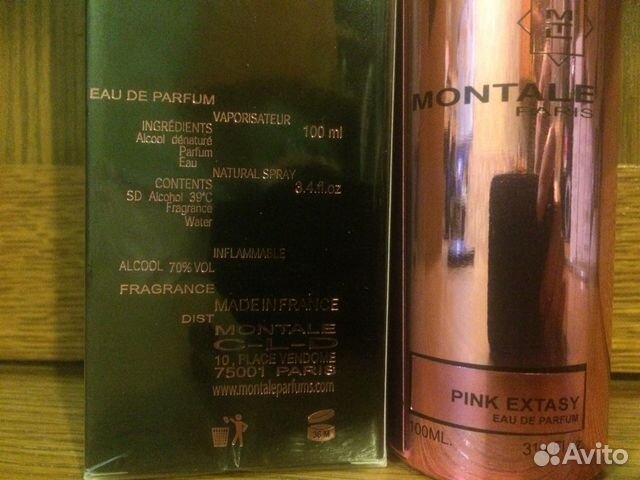 EAU DE PARFUM
VAPORISATEUR
INGRÉDIENTS
100 ml
Alcool dénaturé
Parfum
Eau
NATURAL SPRAY
CONTENTS
3.4.fl.oz
SD Alcohol 39°C
Fragrance
Water
INFLAMMABLE
ALCOOL 70% VOL
FRAGRANCE
MADE IN FRANCE
DIST
MONTALE
C-L-D
10, PLACE VENDOME
75001 PARIS
www.montaleparfums.com
36 M
MONTALE
PARIS
PINK EXTASY
EAU DE PARFUM
100ML.
Avito